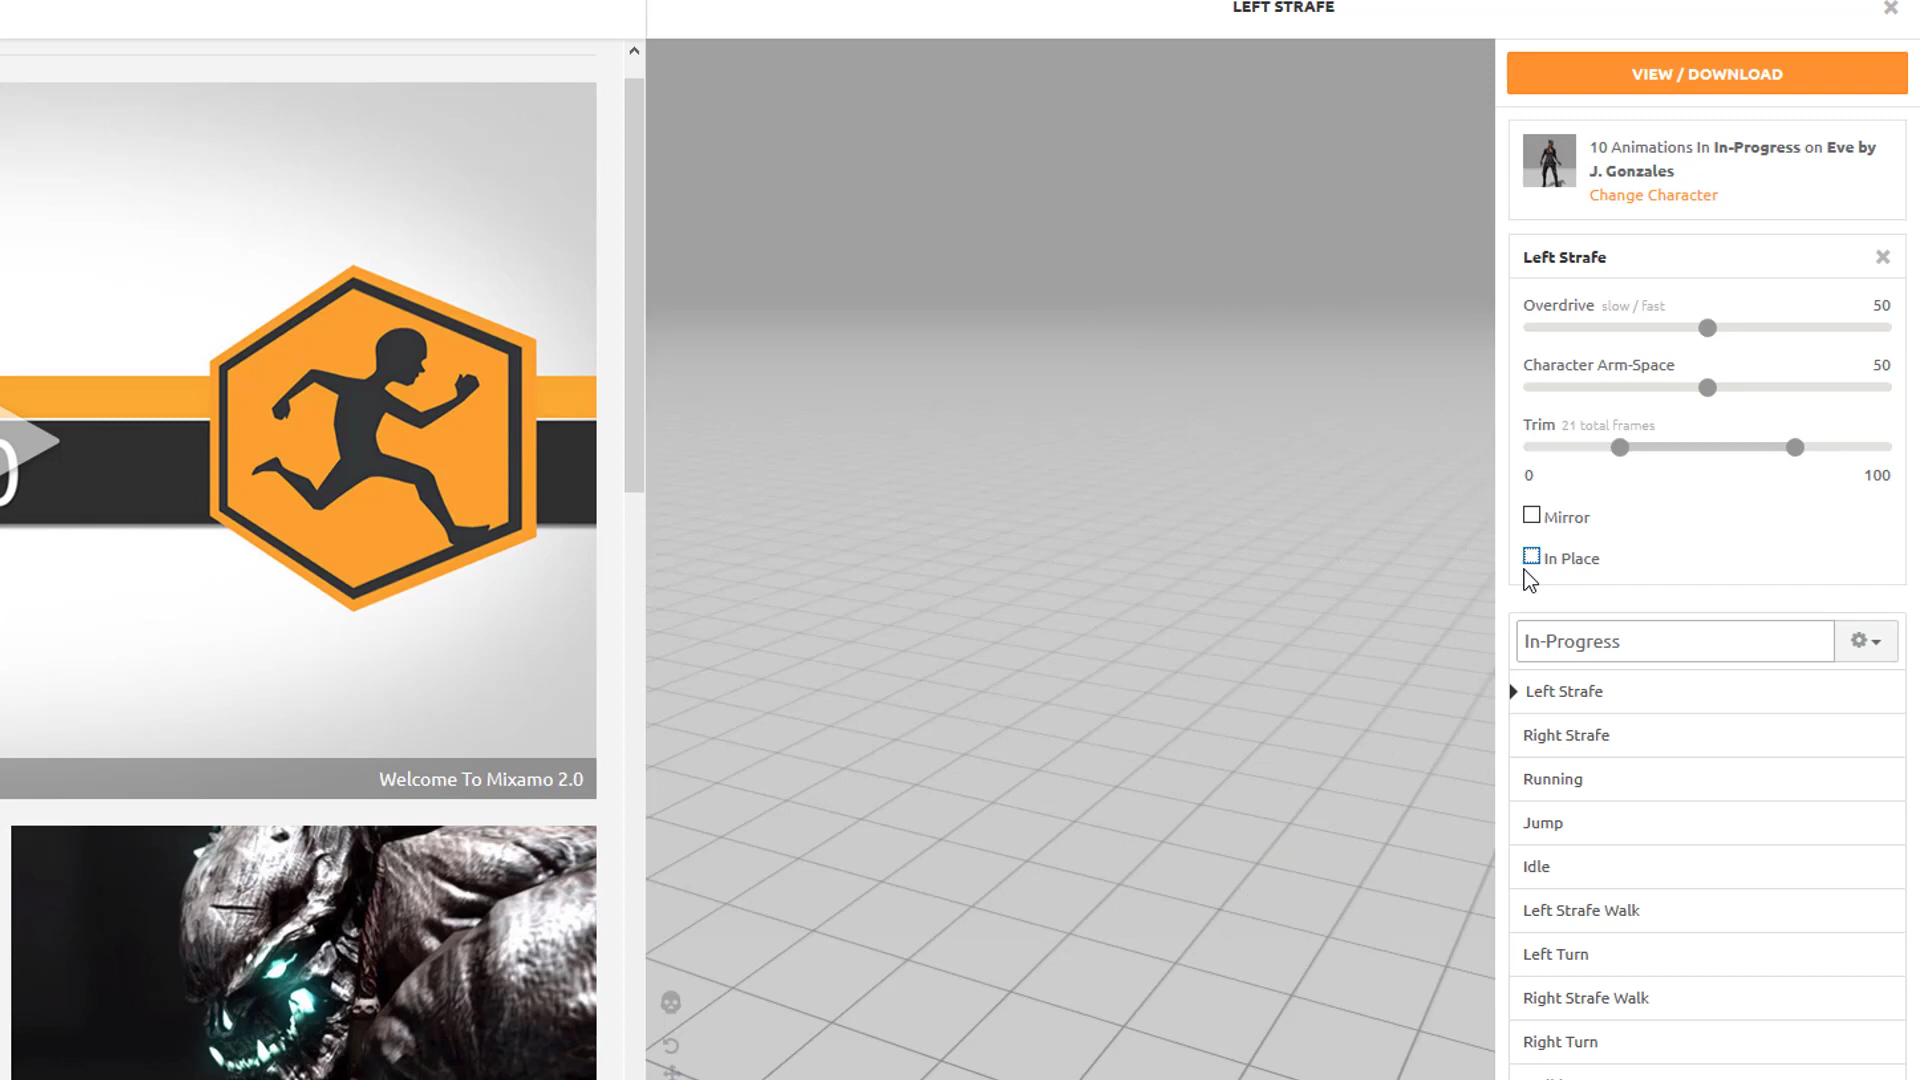 LEFT STRAFE
VIEW / DOWNLOAD
10 Animations In In-Progress on Eve by
J. Gonzales
Change Character
Left Strafe
Overdrive slow / fast 50
Character Arm-Space 50
Trim 21 total frames
0 100
Mirror
In Place
In-Progress
Left Strafe
Right Strafe
Running
Jump
Idle
Left Strafe Walk
Left Turn
Right Strafe Walk
Right Turn
0
Welcome To Mixamo 2.0